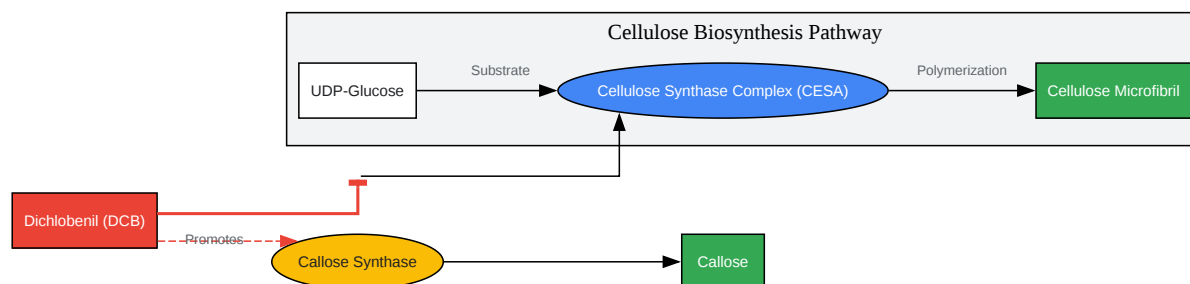 Cellulose Biosynthesis Pathway
Substrate
Polymerization
UDP-Glucose
Cellulose Synthase Complex (CESA)
Cellulose Microfibril
Dichlobenil (DCB)
Promotes
Callose Synthase
Callose